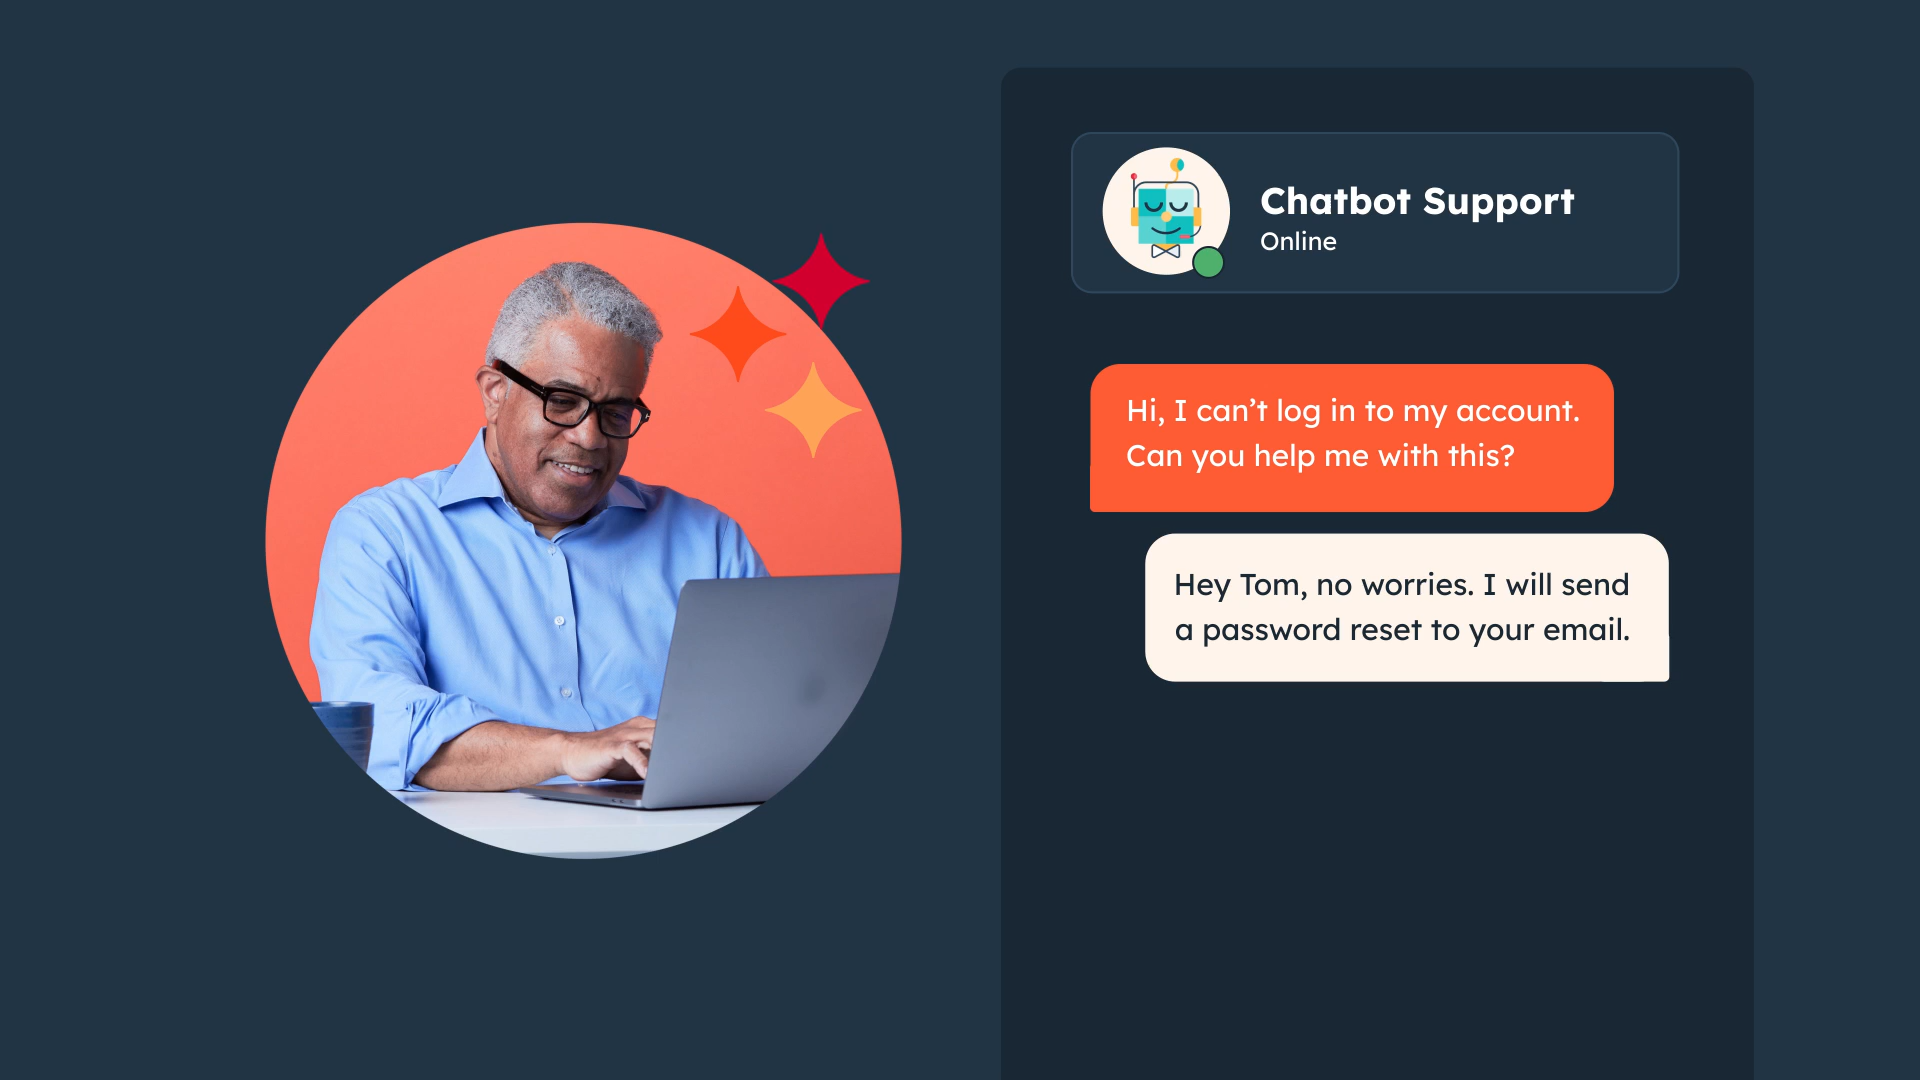 Chatbot Support
Online
Hi, I can’t log in to my account.
Can you help me with this?
Hey Tom, no worries. I will send
a password reset to your email.